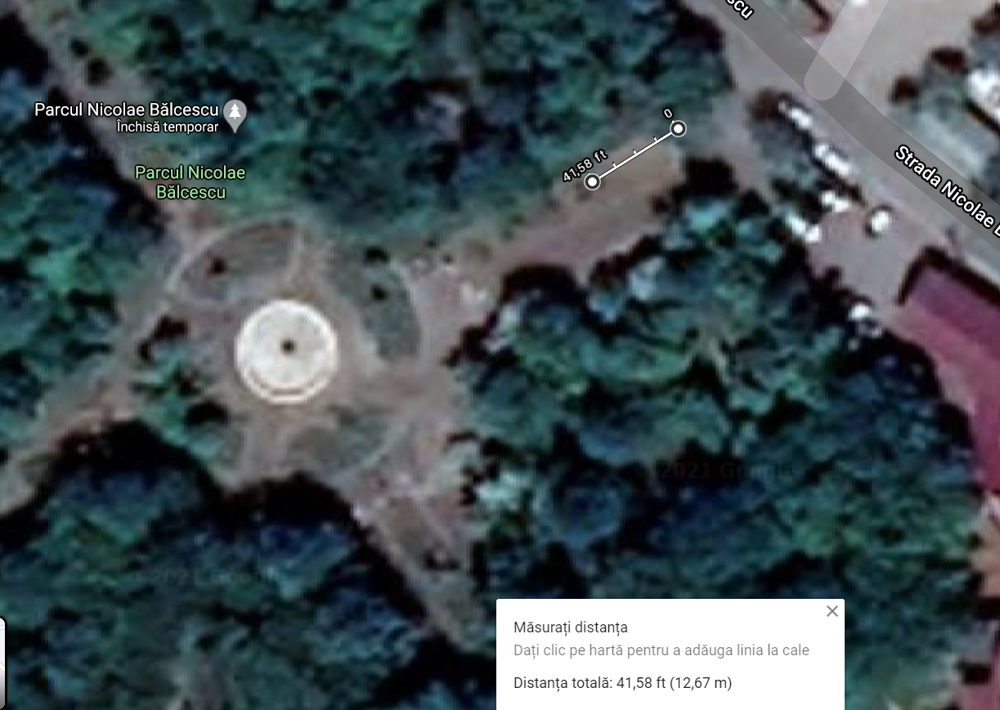 scu
Parcul Nicolae Bălcescu
Închisă temporar
Parcul Nicolae
Bălcescu
0
41,58 ft
Strada Nicolae
Măsurați distanța
Dați clic pe hartă pentru a adăuga linia la cale
Distanța totală: 41,58 ft (12,67 m)